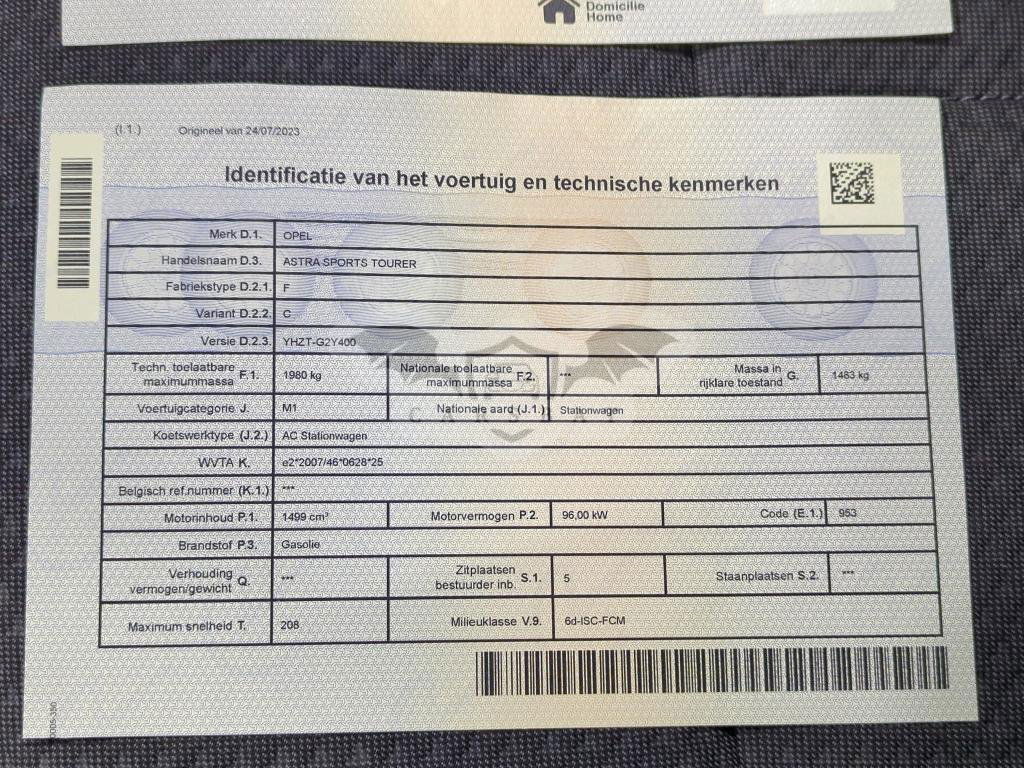 Domicilie
Home
(I.1.) Origineel van 24/07/2023
Identificatie van het voertuig en technische kenmerken
Merk D.1. OPEL
Handelsnaam D.3. ASTRA SPORTS TOURER
Fabriekstype D.2.1. F
Variant D.2.2. C
Versie D.2.3. YHZT-G2Y400
Techn. toelaatbare maximummassa F.1. 1980 kg Nationale toelaatbare maximummassa F.2. *** Massa in rijklare toestand G. 1483 kg
Voertuigcategorie J. M1 Nationale aard (J.1.) Stationwagen
Koetswerktype (J.2.) AC Stationwagen
WVTA K. e2*2007/46*0628*25
Belgisch ref.nummer (K.1.) ***
Motorinhoud P.1. 1499 cm³ Motorvermogen P.2. 96,00 kW Code (E.1.) 953
Brandstof P.3. Gasolie
Verhouding vermogen/gewicht Q. *** Zitplaatsen bestuurder inb. S.1. 5 Staanplaatsen S.2. ***
Maximum snelheid T. 208 Milieuklasse V.9. 6d-ISC-FCM